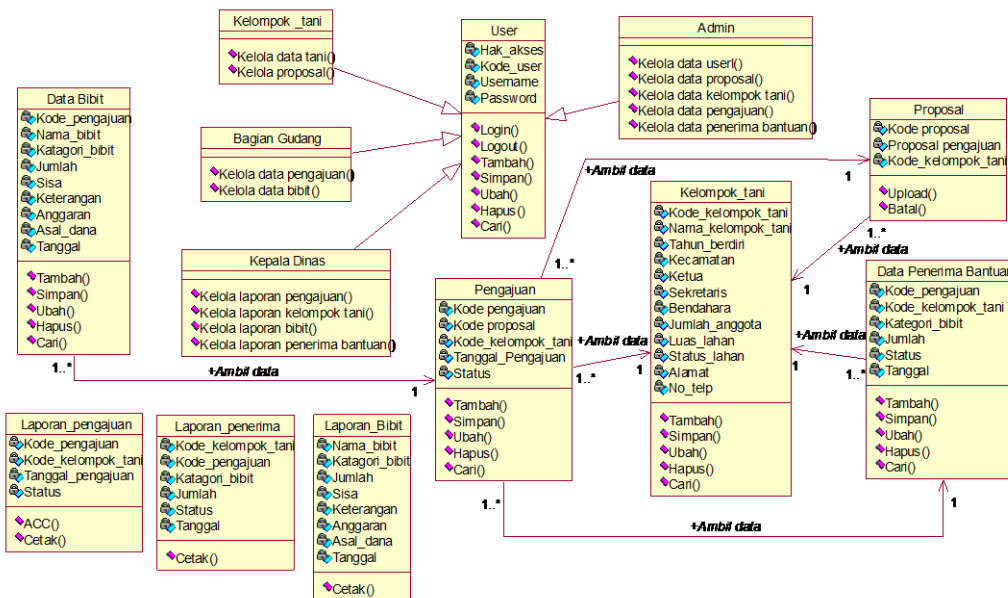 Kelompok _tani
Kelola data tani()
Kelola proposal()
User
Hak_akses
Kode_user
Username
Password
Login()
Logout()
Tambah()
Simpan()
Ubah()
Hapus()
Cari()
Admin
Kelola data userl()
Kelola data proposal()
Kelola data kelompok tani()
Kelola data pengajuan()
Kelola data penerima bantuan()
Data Bibit
Kode_pengajuan
Nama_bibit
Katagori_bibit
Jumlah
Sisa
Keterangan
Anggaran
Asal_dana
Tanggal
Tambah()
Simpan()
Ubah()
Hapus()
Cari()
Bagian Gudang
Kelola data pengajuan()
Kelola data bibit()
Kepala Dinas
Kelola laporan pengajuan()
Kelola laporan kelompok tani()
Kelola laporan bibit()
Kelola laporan penerima bantuan()
Proposal
Kode proposal
Proposal pengajuan
Kode_kelompok_tani
Upload()
Batal()
+Ambil data
1
1..*
1..*
+Ambil data
1
Kelompok_tani
Kode_kelompok_tani
Nama_kelompok_tani
Tahun_berdiri
Kecamatan
Ketua
Sekretaris
Bendahara
Jumlah_anggota
Luas_lahan
Status_lahan
Alamat
No_telp
Tambah()
Simpan()
Ubah()
Hapus()
Cari()
Pengajuan
Kode pengajuan
Kode proposal
Kode_kelompok_tani
Tanggal_Pengajuan
Status
Tambah()
Simpan()
Ubah()
Hapus()
Cari()
+Ambil data
1..*
1
Data Penerima Bantuan
Kode_pengajuan
Kode_kelompok_tani
Kategori_bibit
Jumlah
Status
Tanggal
Tambah()
Simpan()
Ubah()
Hapus()
Cari()
+Ambil data
1
1..*
1..*
+Ambil data
1
1..*
+Ambil data
1
Laporan_pengajuan
Kode_pengajuan
Kode_kelompok_tani
Tanggal_pengajuan
Status
ACC()
Cetak()
Laporan_penerima
Kode_kelompok_tani
Kode_pengajuan
Katagori_bibit
Jumlah
Status
Tanggal
Cetak()
Laporan_Bibit
Nama_bibit
Katagori_bibit
Jumlah
Sisa
Keterangan
Anggaran
Asal_dana
Tanggal
Cetak()